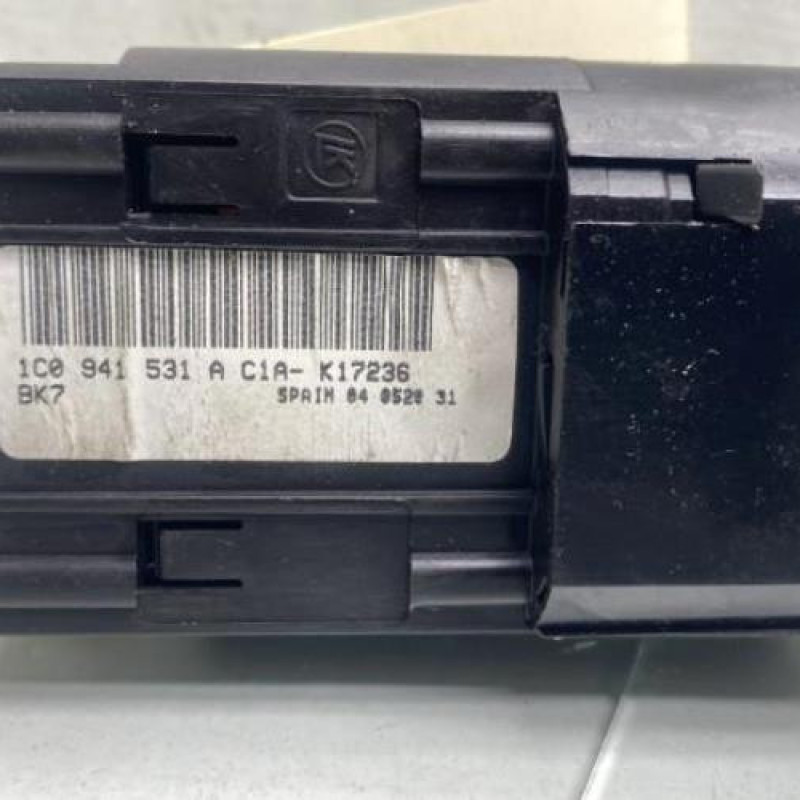 1C0 941 531 A C1A- K17236
BK7
SPAIN 04 0520 31